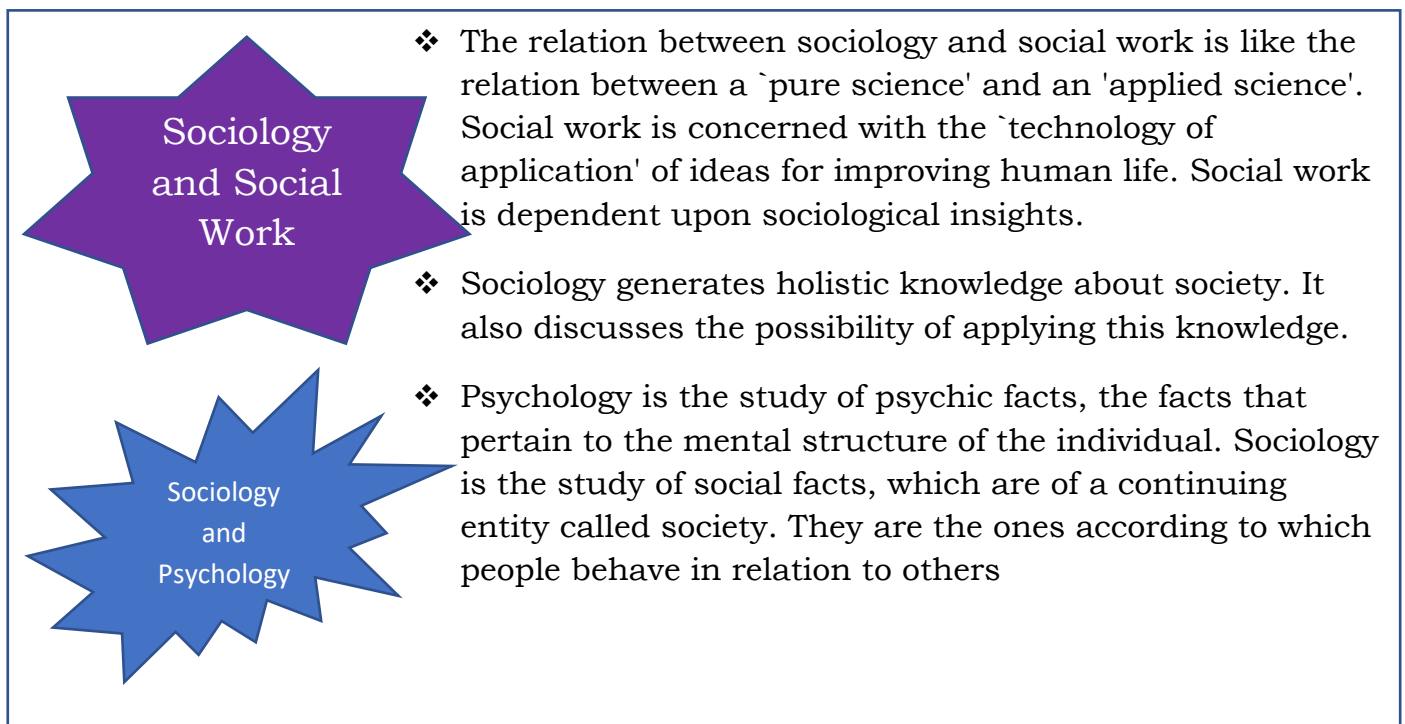 Sociology
and Social
Work
❖ The relation between sociology and social work is like the
relation between a `pure science' and an 'applied science'.
Social work is concerned with the `technology of
application' of ideas for improving human life. Social work
is dependent upon sociological insights.
❖ Sociology generates holistic knowledge about society. It
also discusses the possibility of applying this knowledge.
Sociology
and
Psychology
❖ Psychology is the study of psychic facts, the facts that
pertain to the mental structure of the individual. Sociology
is the study of social facts, which are of a continuing
entity called society. They are the ones according to which
people behave in relation to others